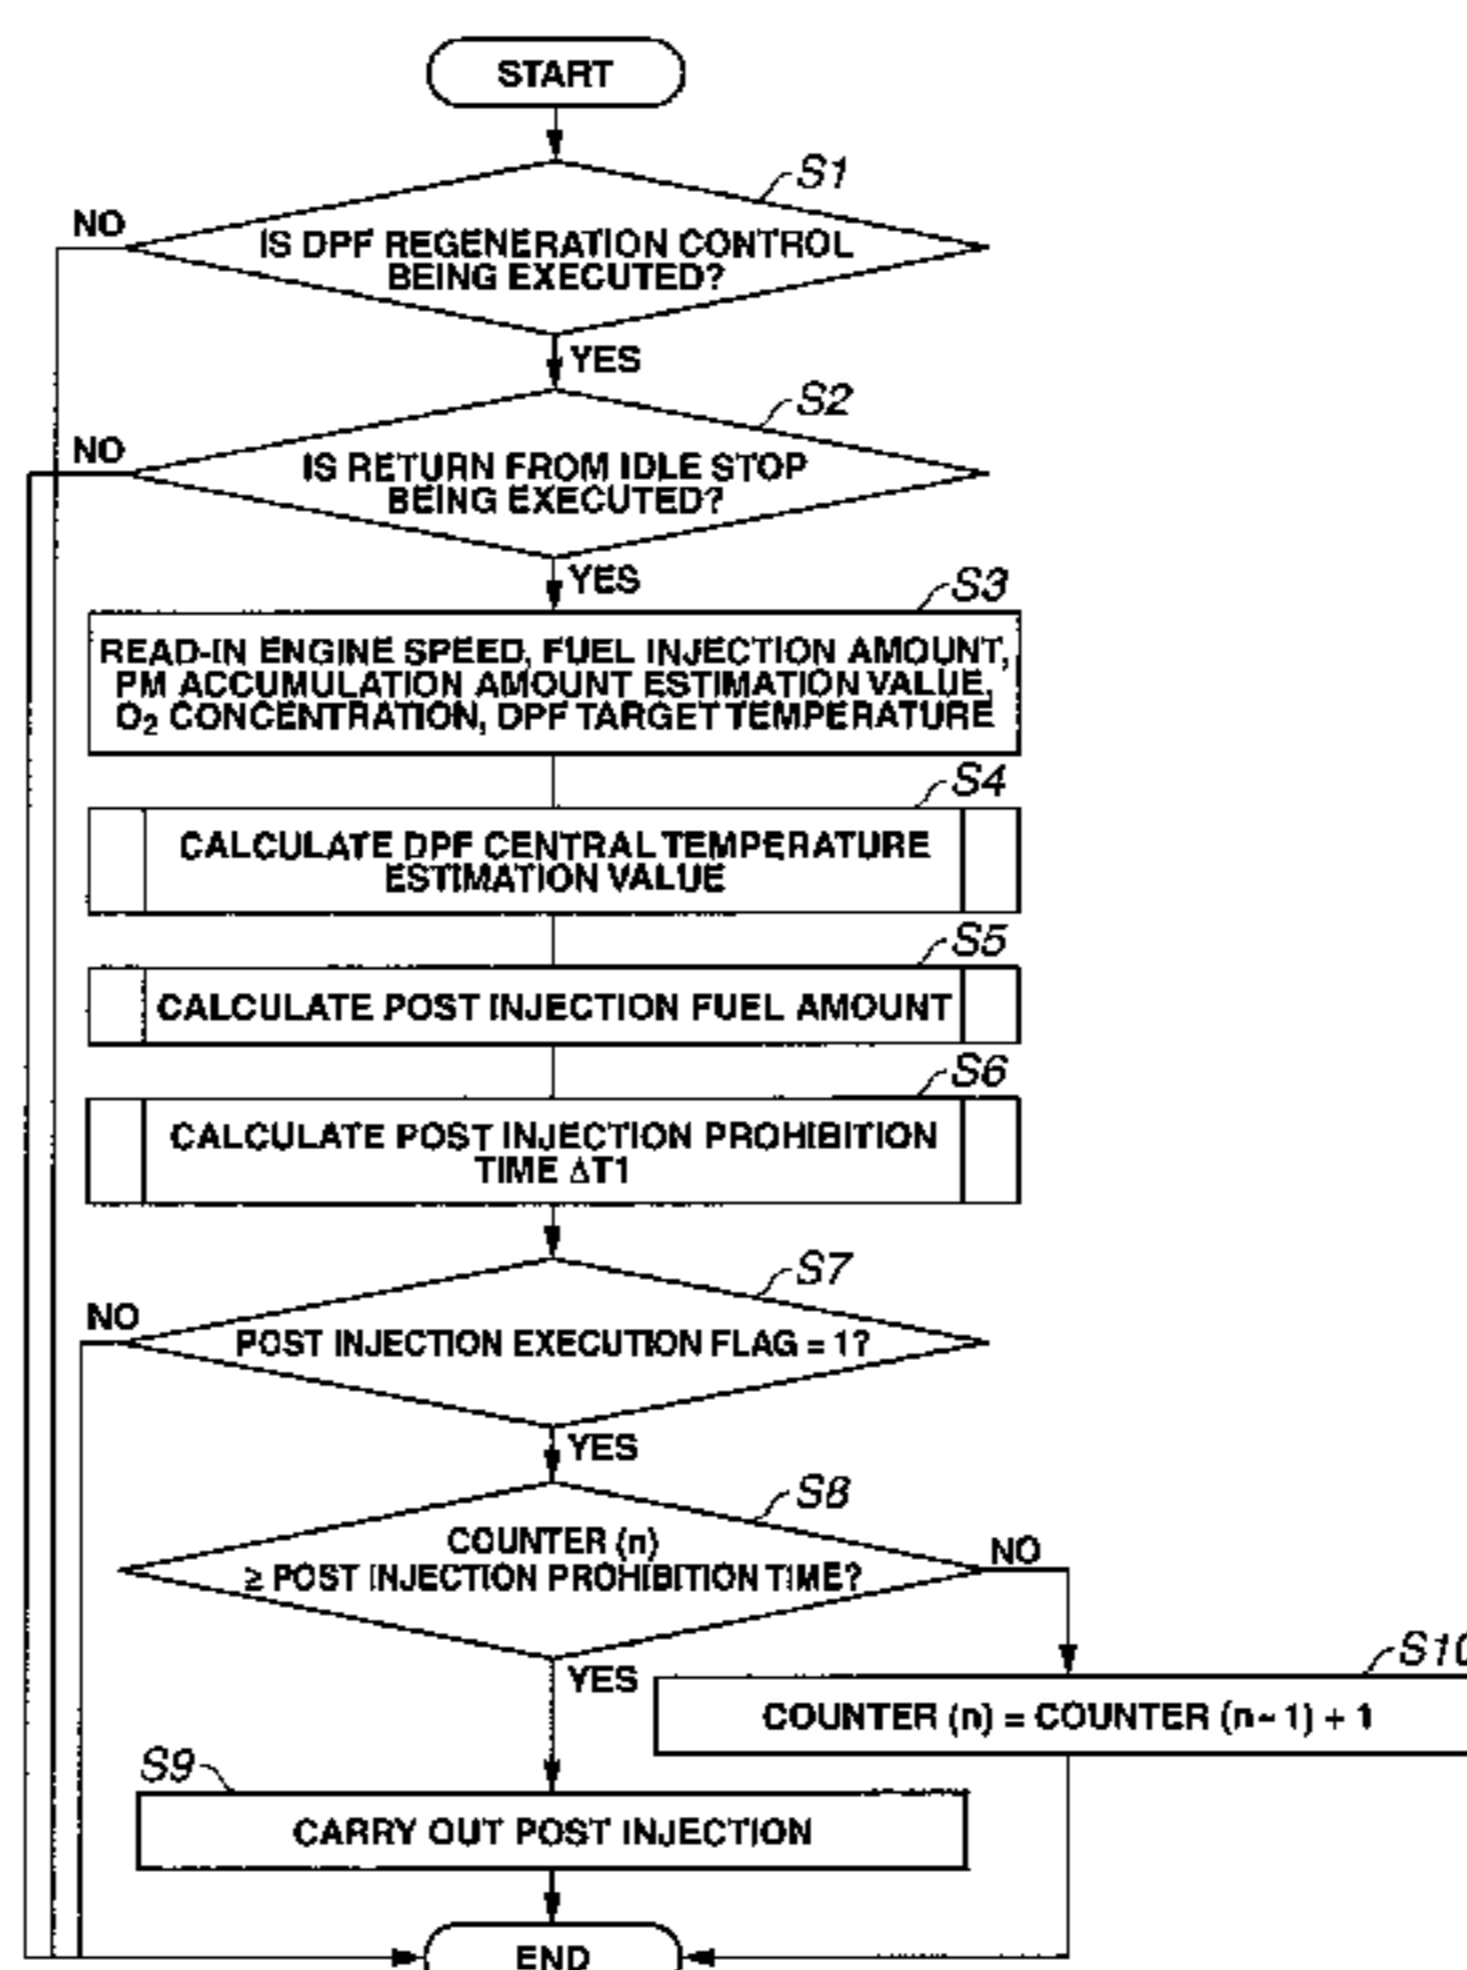 START
S1
NO
IS DPF REGENERATION CONTROL
BEING EXECUTED?
YES
S2
NO
IS RETURN FROM IDLE STOP
BEING EXECUTED?
YES
S3
READ-IN ENGINE SPEED, FUEL INJECTION AMOUNT,
PM ACCUMULATION AMOUNT ESTIMATION VALUE,
O₂ CONCENTRATION, DPF TARGET TEMPERATURE
S4
CALCULATE DPF CENTRAL TEMPERATURE
ESTIMATION VALUE
S5
CALCULATE POST INJECTION FUEL AMOUNT
S6
CALCULATE POST INJECTION PROHIBITION
TIME ΔT1
S7
NO
POST INJECTION EXECUTION FLAG = 1?
YES
S8
COUNTER (n)
≥ POST INJECTION PROHIBITION TIME?
NO
YES
S10
COUNTER (n) = COUNTER (n-1) + 1
S9
CARRY OUT POST INJECTION
END